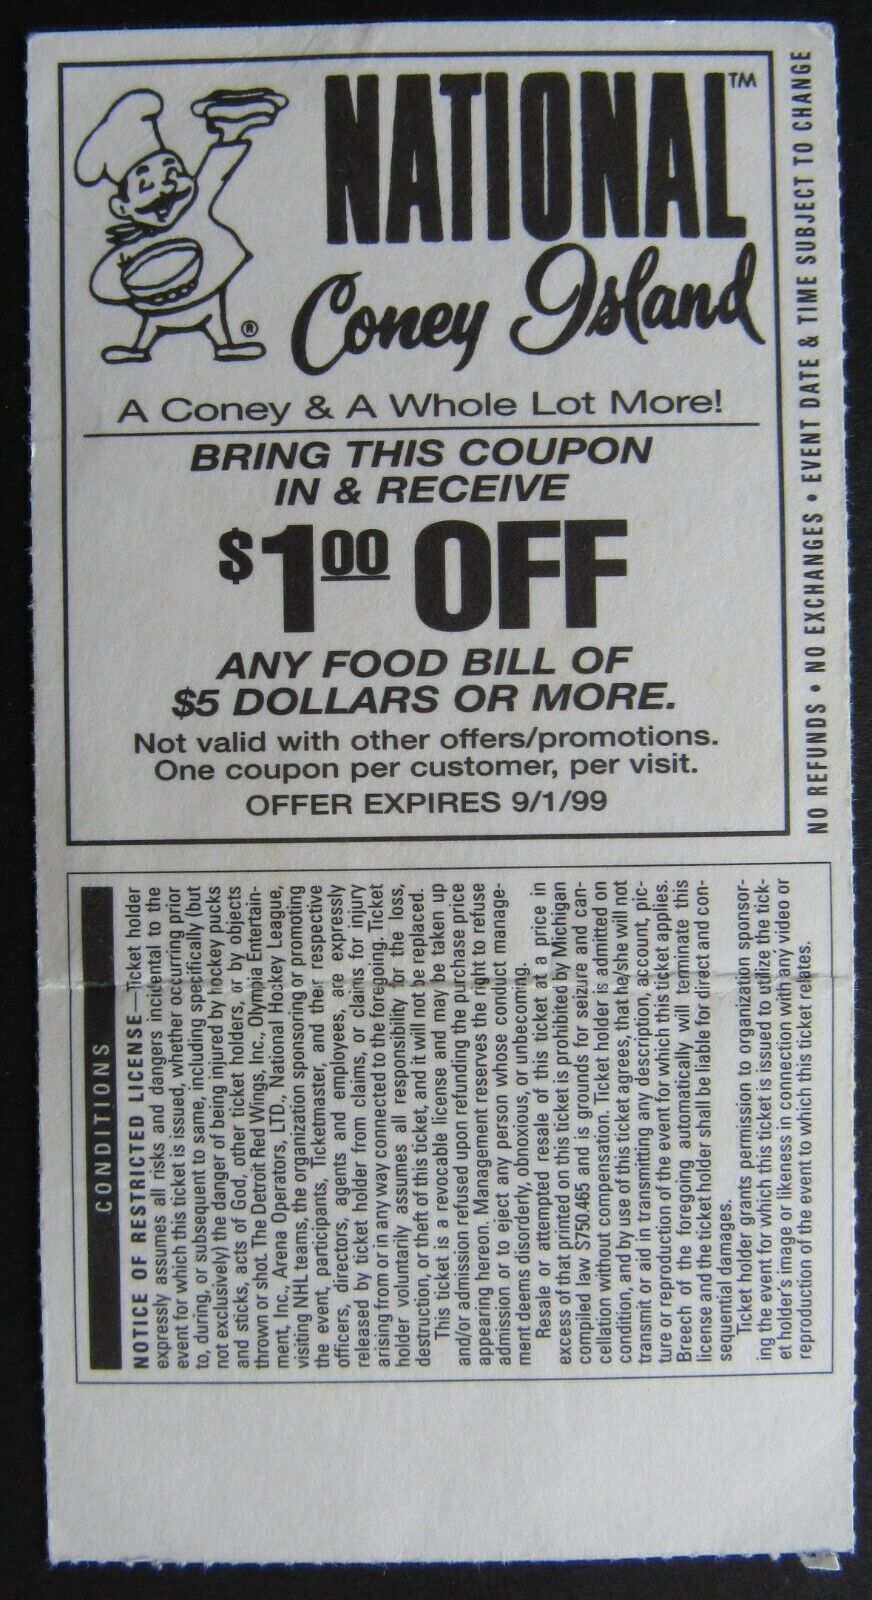 NATIONAL™
Coney Island
®
A Coney & A Whole Lot More!
BRING THIS COUPON
IN & RECEIVE
$1.00 OFF
ANY FOOD BILL OF
$5 DOLLARS OR MORE.
Not valid with other offers/promotions.
One coupon per customer, per visit.
OFFER EXPIRES 9/1/99
NO REFUNDS • NO EXCHANGES • EVENT DATE & TIME SUBJECT TO CHANGE
CONDITIONS
NOTICE OF RESTRICTED LICENSE—Ticket holder
expressly assumes all risks and dangers incidental to the
event for which this ticket is issued, whether occurring prior
to, during, or subsequent to same, including specifically (but
not exclusively) the danger of being injured by hockey pucks
and sticks, acts of God, other ticket holders, or by objects
thrown or shot. The Detroit Red Wings, Inc., Olympia Entertain-
ment, Inc., Arena Operators, LTD., National Hockey League,
visiting NHL teams, the organization sponsoring or promoting
the event, participants, Ticketmaster, and their respective
officers, directors, agents and employees, are expressly
released by ticket holder from claims, or claims for injury
arising from or in any way connected to the foregoing. Ticket
holder voluntarily assumes all responsibility for the loss,
destruction, or theft of this ticket, and it will not be replaced.
This ticket is a revocable license and may be taken up
and/or admission refused upon refunding the purchase price
appearing hereon. Management reserves the right to refuse
admission or to eject any person whose conduct manage-
ment deems disorderly, obnoxious, or unbecoming.
Resale or attempted resale of this ticket at a price in
excess of that printed on this ticket is prohibited by Michigan
compiled law S750.465 and is grounds for seizure and can-
cellation without compensation. Ticket holder is admitted on
condition, and by use of this ticket agrees, that he/she will not
transmit or aid in transmitting any description, account, pic-
ture or reproduction of the event for which this ticket applies.
Breech of the foregoing automatically will terminate this
license and the ticket holder shall be liable for direct and con-
sequential damages.
Ticket holder grants permission to organization sponsor-
ing the event for which this ticket is issued to utilize the tick-
et holder's image or likeness in connection with any video or
reproduction of the event to which this ticket relates.